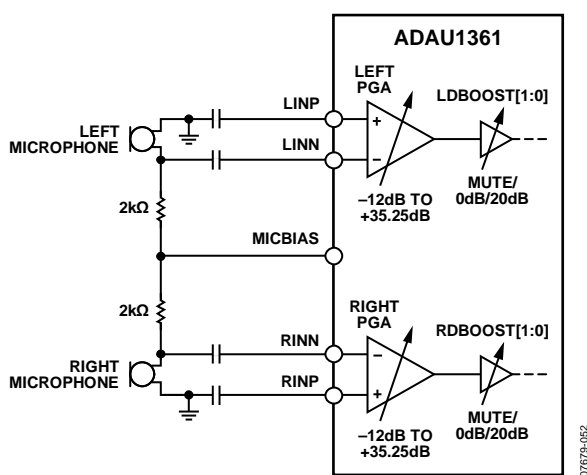 ADAU1361
LEFT
PGA
LDBOOST[1:0]
LINP
LEFT
MICROPHONE
+
LINN
–
2kΩ
–12dB TO
+35.25dB
MUTE/
0dB/20dB
MICBIAS
2kΩ
RIGHT
PGA
RDBOOST[1:0]
RINN
–
RIGHT
MICROPHONE
RINP
+
–12dB TO
+35.25dB
MUTE/
0dB/20dB
07679-052